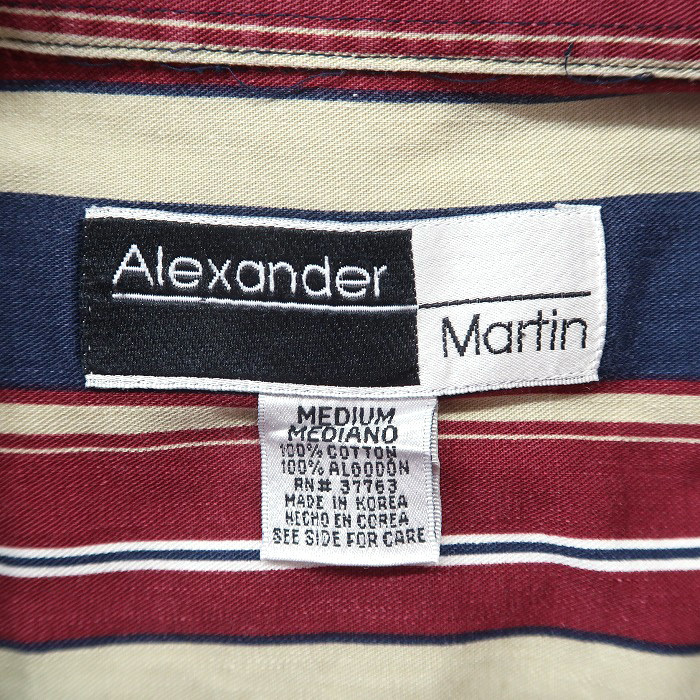 Alexander
Martin
MEDIUM
MEDIANO
100% COTTON
100% ALGODON
RN# 37763
MADE IN KOREA
HECHO EN COREA
SEE SIDE FOR CARE